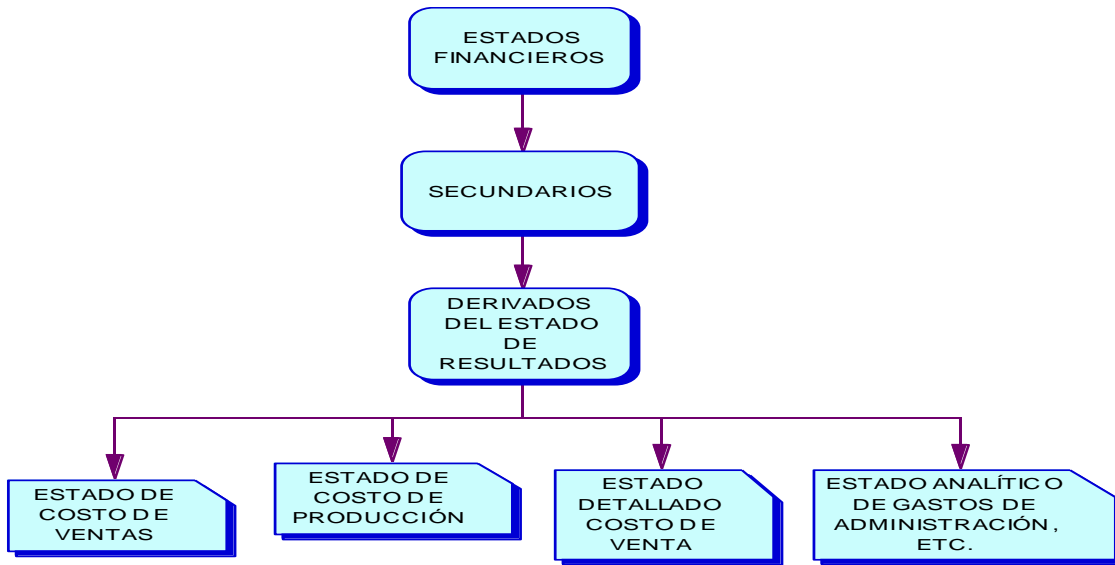 ESTADOS
FINANCIEROS
SECUNDARIOS
DERIVADOS
DEL ESTADO
DE
RESULTADOS
ESTADO DE
COSTO DE
VENTAS
ESTADO DE
COSTO DE
PRODUCCIÓN
ESTADO
DETALLADO
COSTO DE
VENTA
ESTADO ANALÍTICO
DE GASTOS DE
ADMINISTRACIÓN,
ETC.